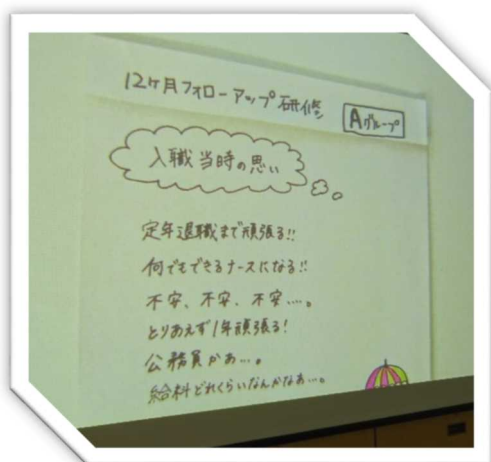 12ヶ月フォローアップ研修
Aグループ
入職当時の思い
定年退職まで頑張る!!
何でもできるナースになる!!
不安、不安、不安…。
とりあえず1年頑張る!
公務員かぁ…。
給料どれくらいなんかなあ…。